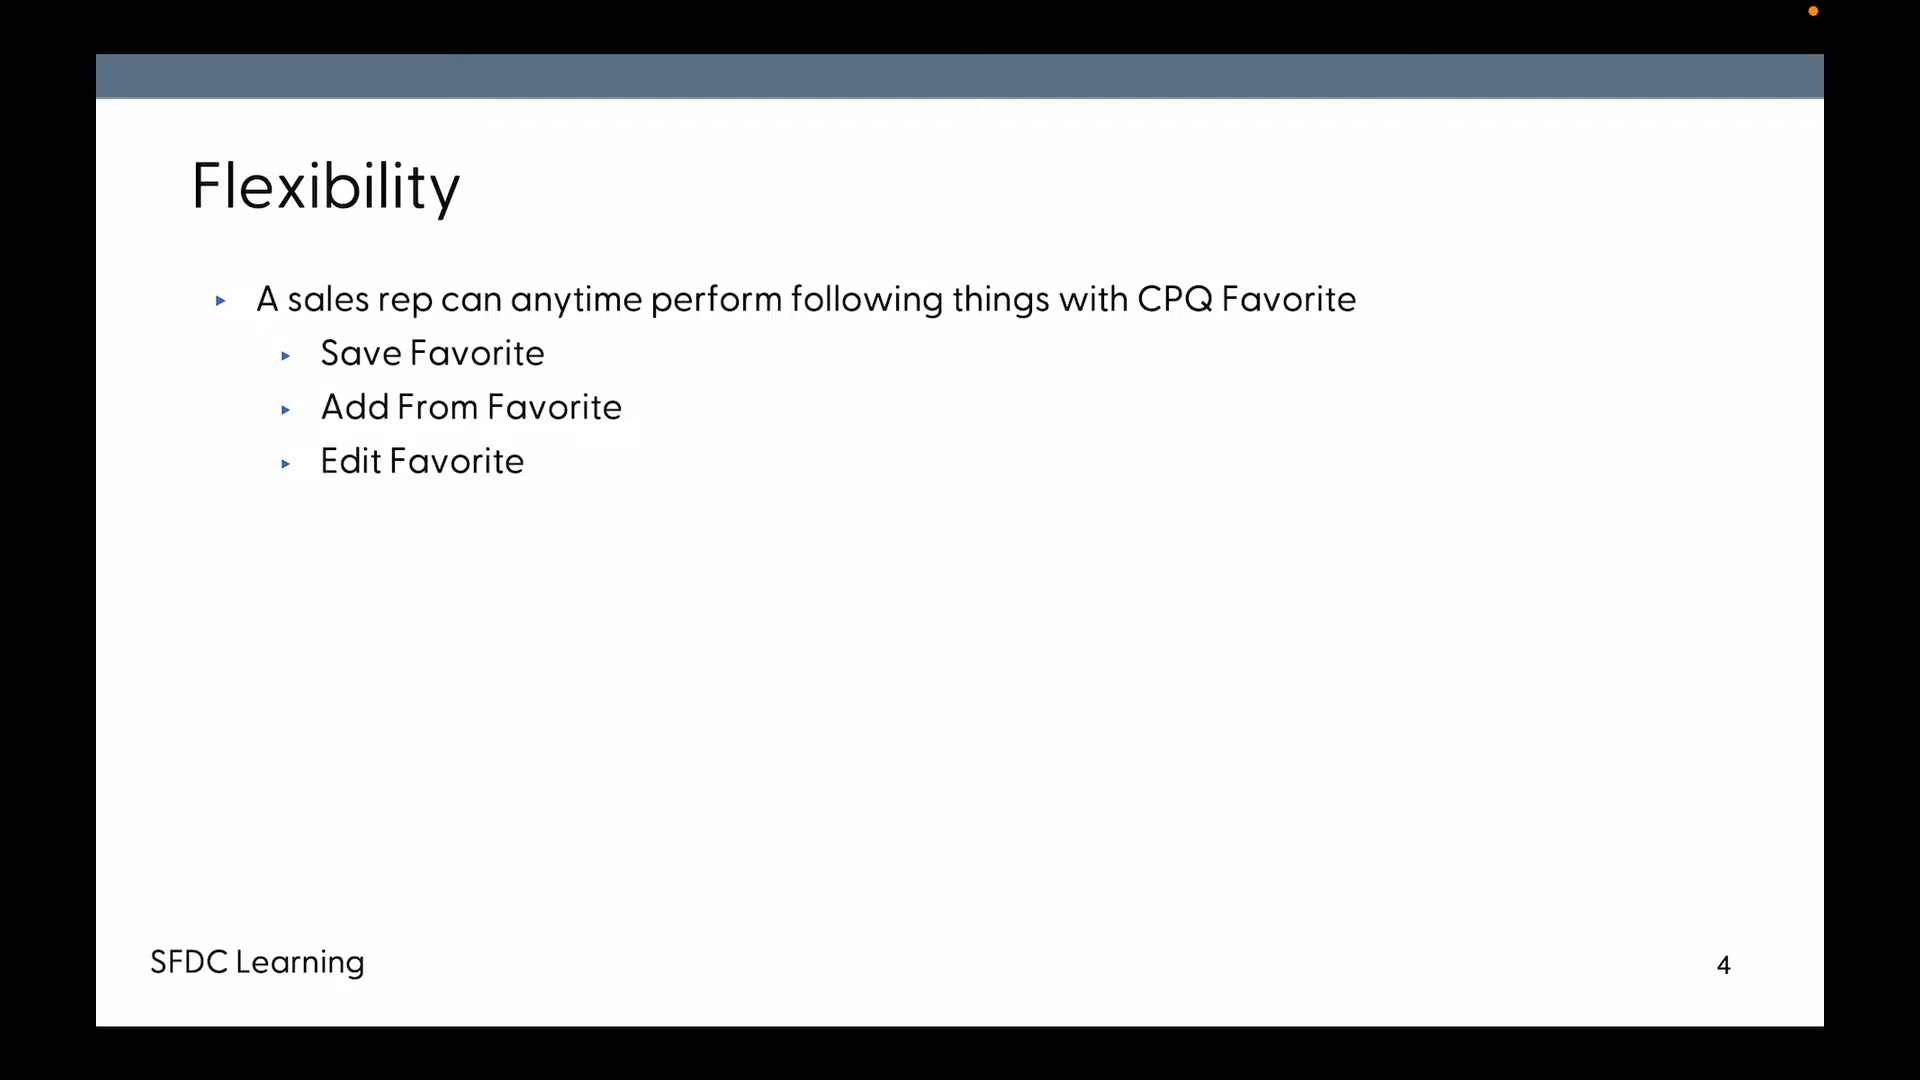 Flexibility
A sales rep can anytime perform following things with CPQ Favorite
Save Favorite
Add From Favorite
Edit Favorite
SFDC Learning
4